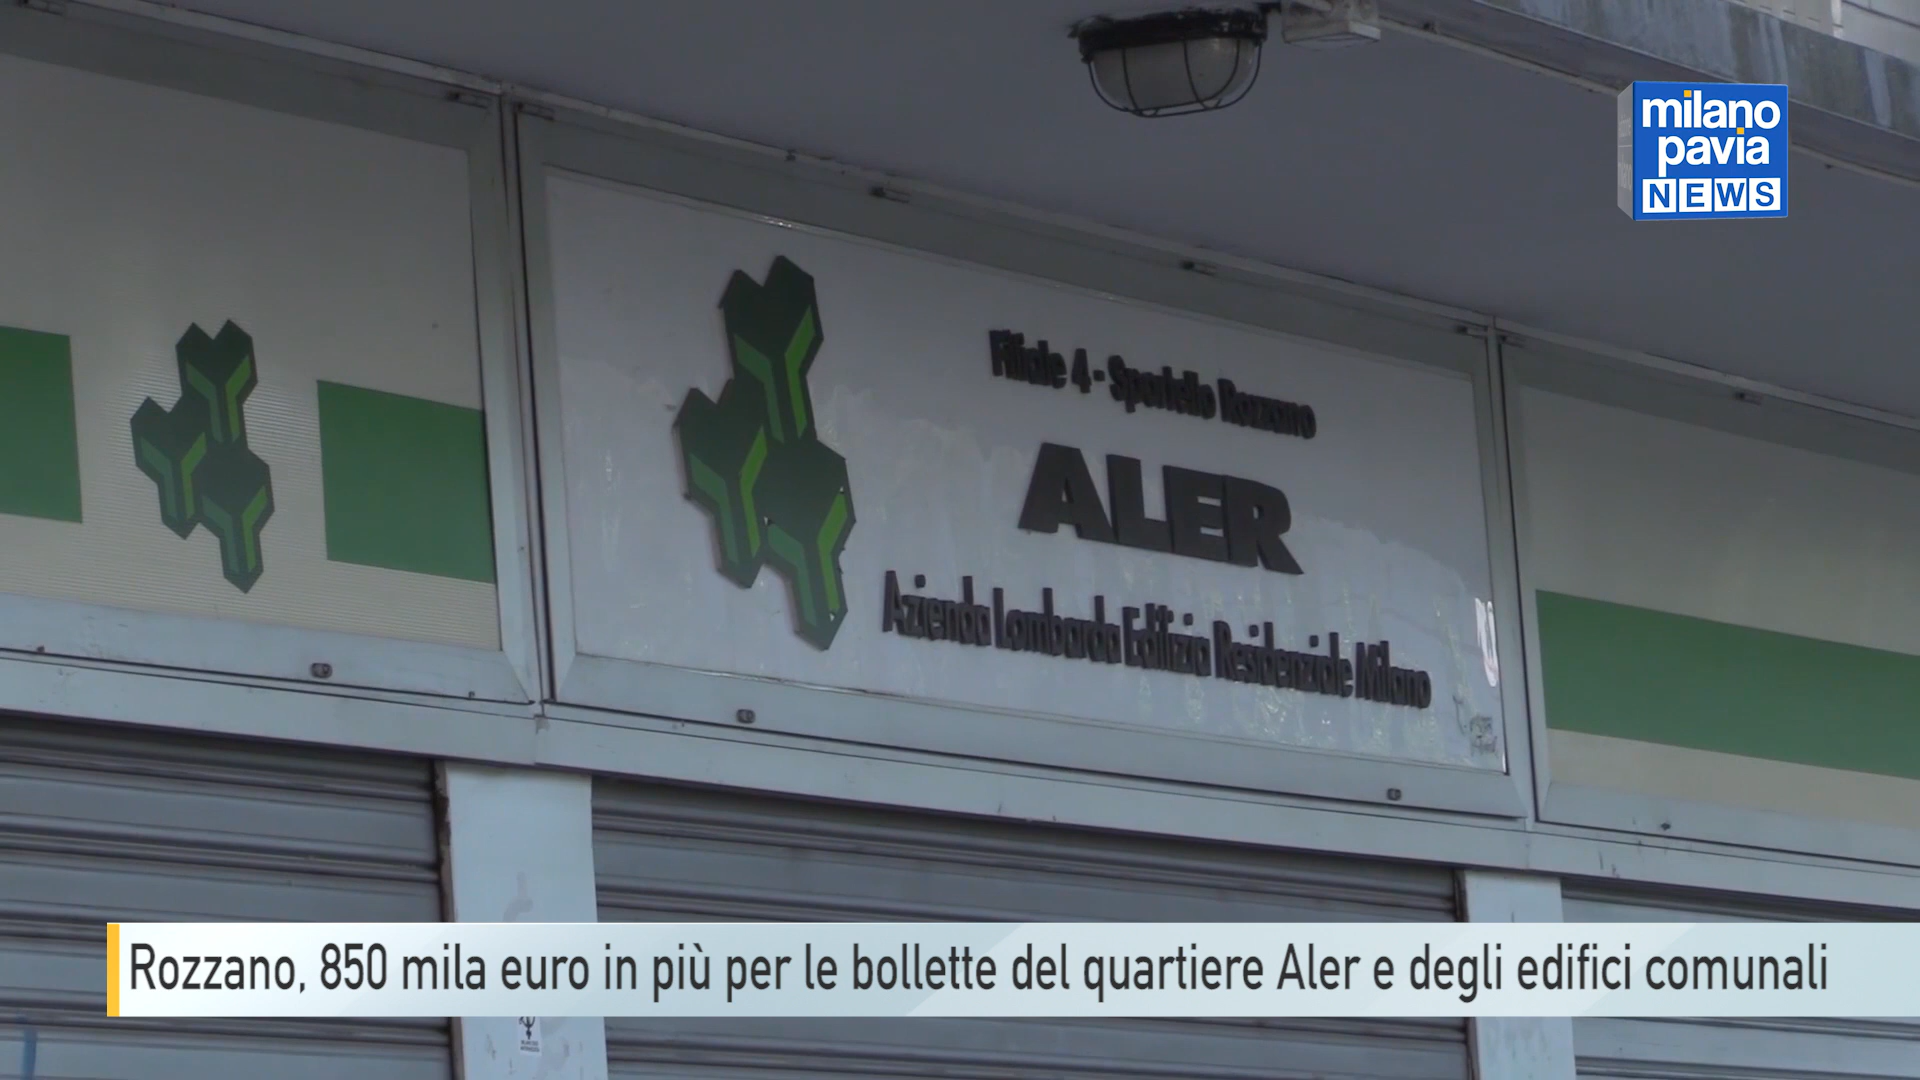 milano
pavia
NEWS
Filiale 4 - Sportello Rozzano
ALER
Azienda Lombarda Edilizia Residenziale Milano
Rozzano, 850 mila euro in più per le bollette del quartiere Aler e degli edifici comunali